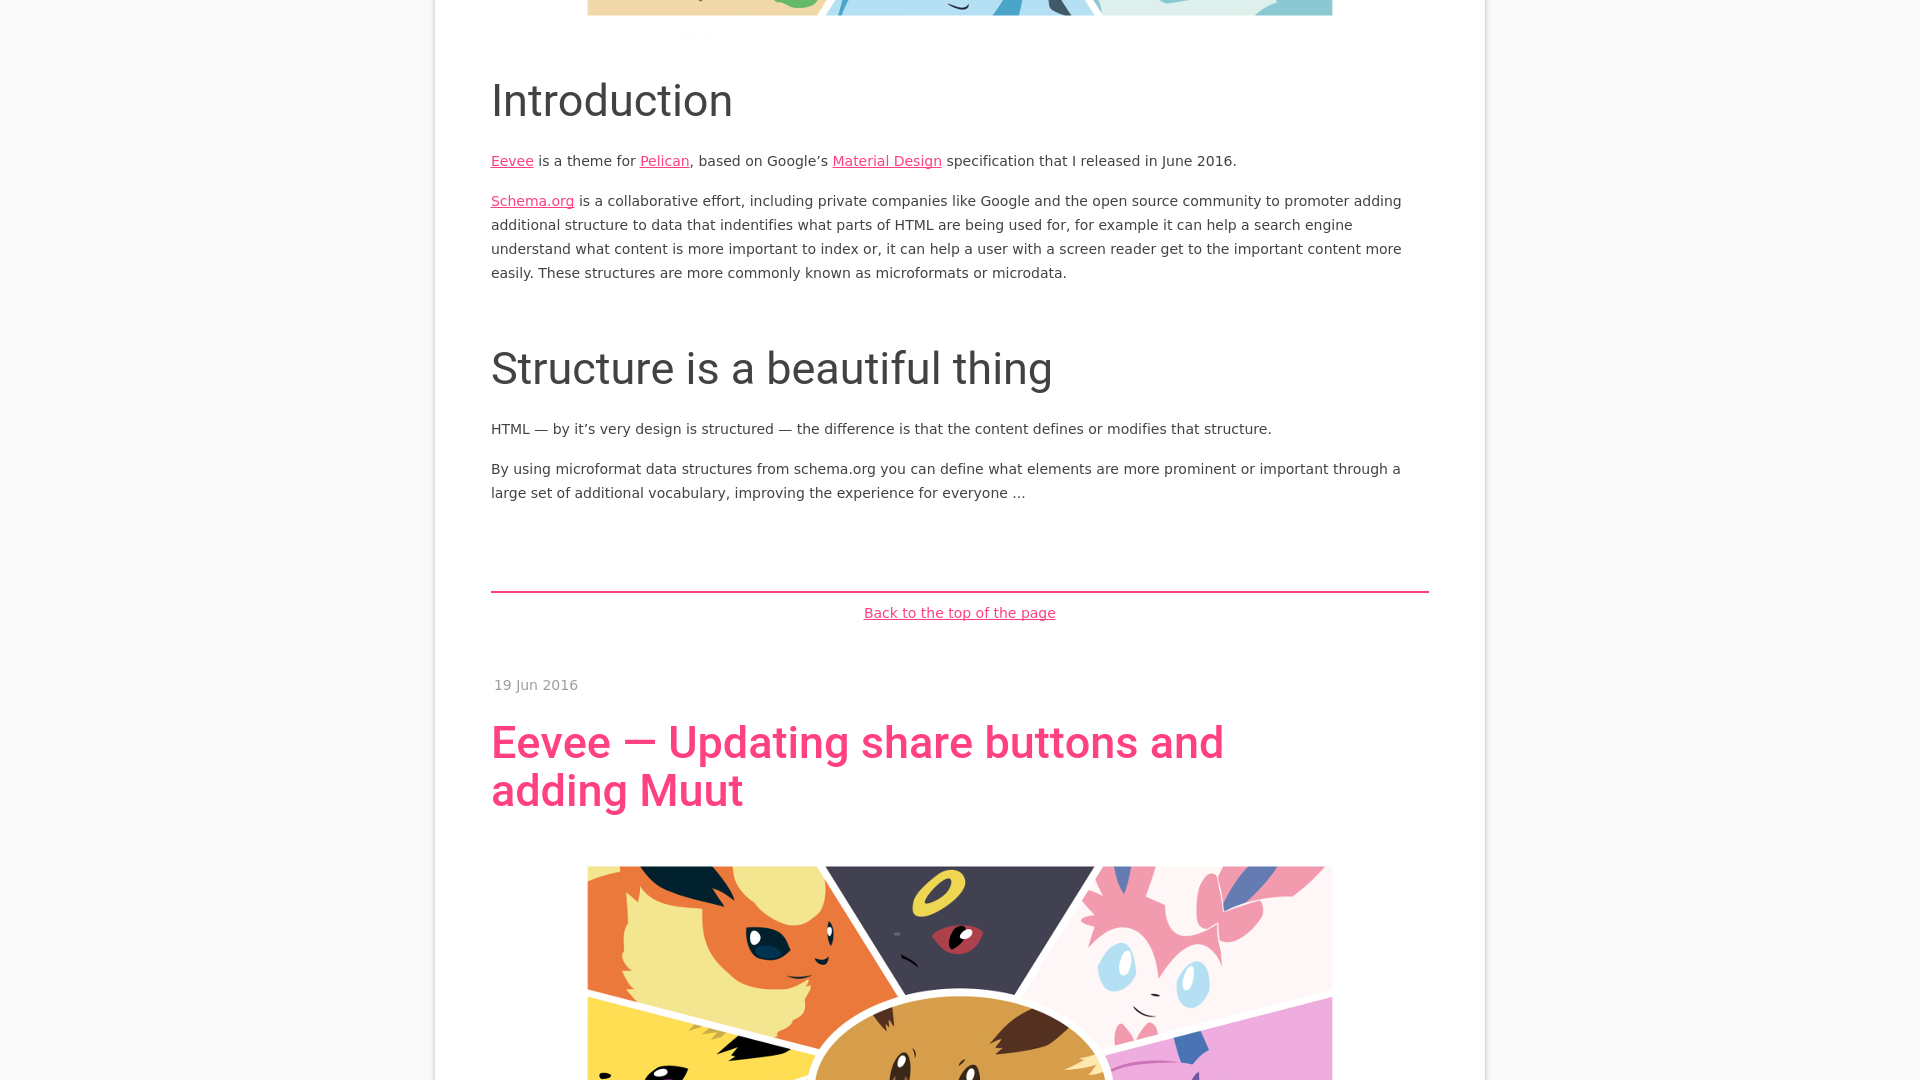 Introduction
Eevee is a theme for Pelican, based on Google’s Material Design specification that I released in June 2016.
Schema.org is a collaborative effort, including private companies like Google and the open source community to promoter adding
additional structure to data that indentifies what parts of HTML are being used for, for example it can help a search engine
understand what content is more important to index or, it can help a user with a screen reader get to the important content more
easily. These structures are more commonly known as microformats or microdata.
Structure is a beautiful thing
HTML — by it’s very design is structured — the difference is that the content defines or modifies that structure.
By using microformat data structures from schema.org you can define what elements are more prominent or important through a
large set of additional vocabulary, improving the experience for everyone …
Back to the top of the page
19 Jun 2016
Eevee — Updating share buttons and
adding Muut